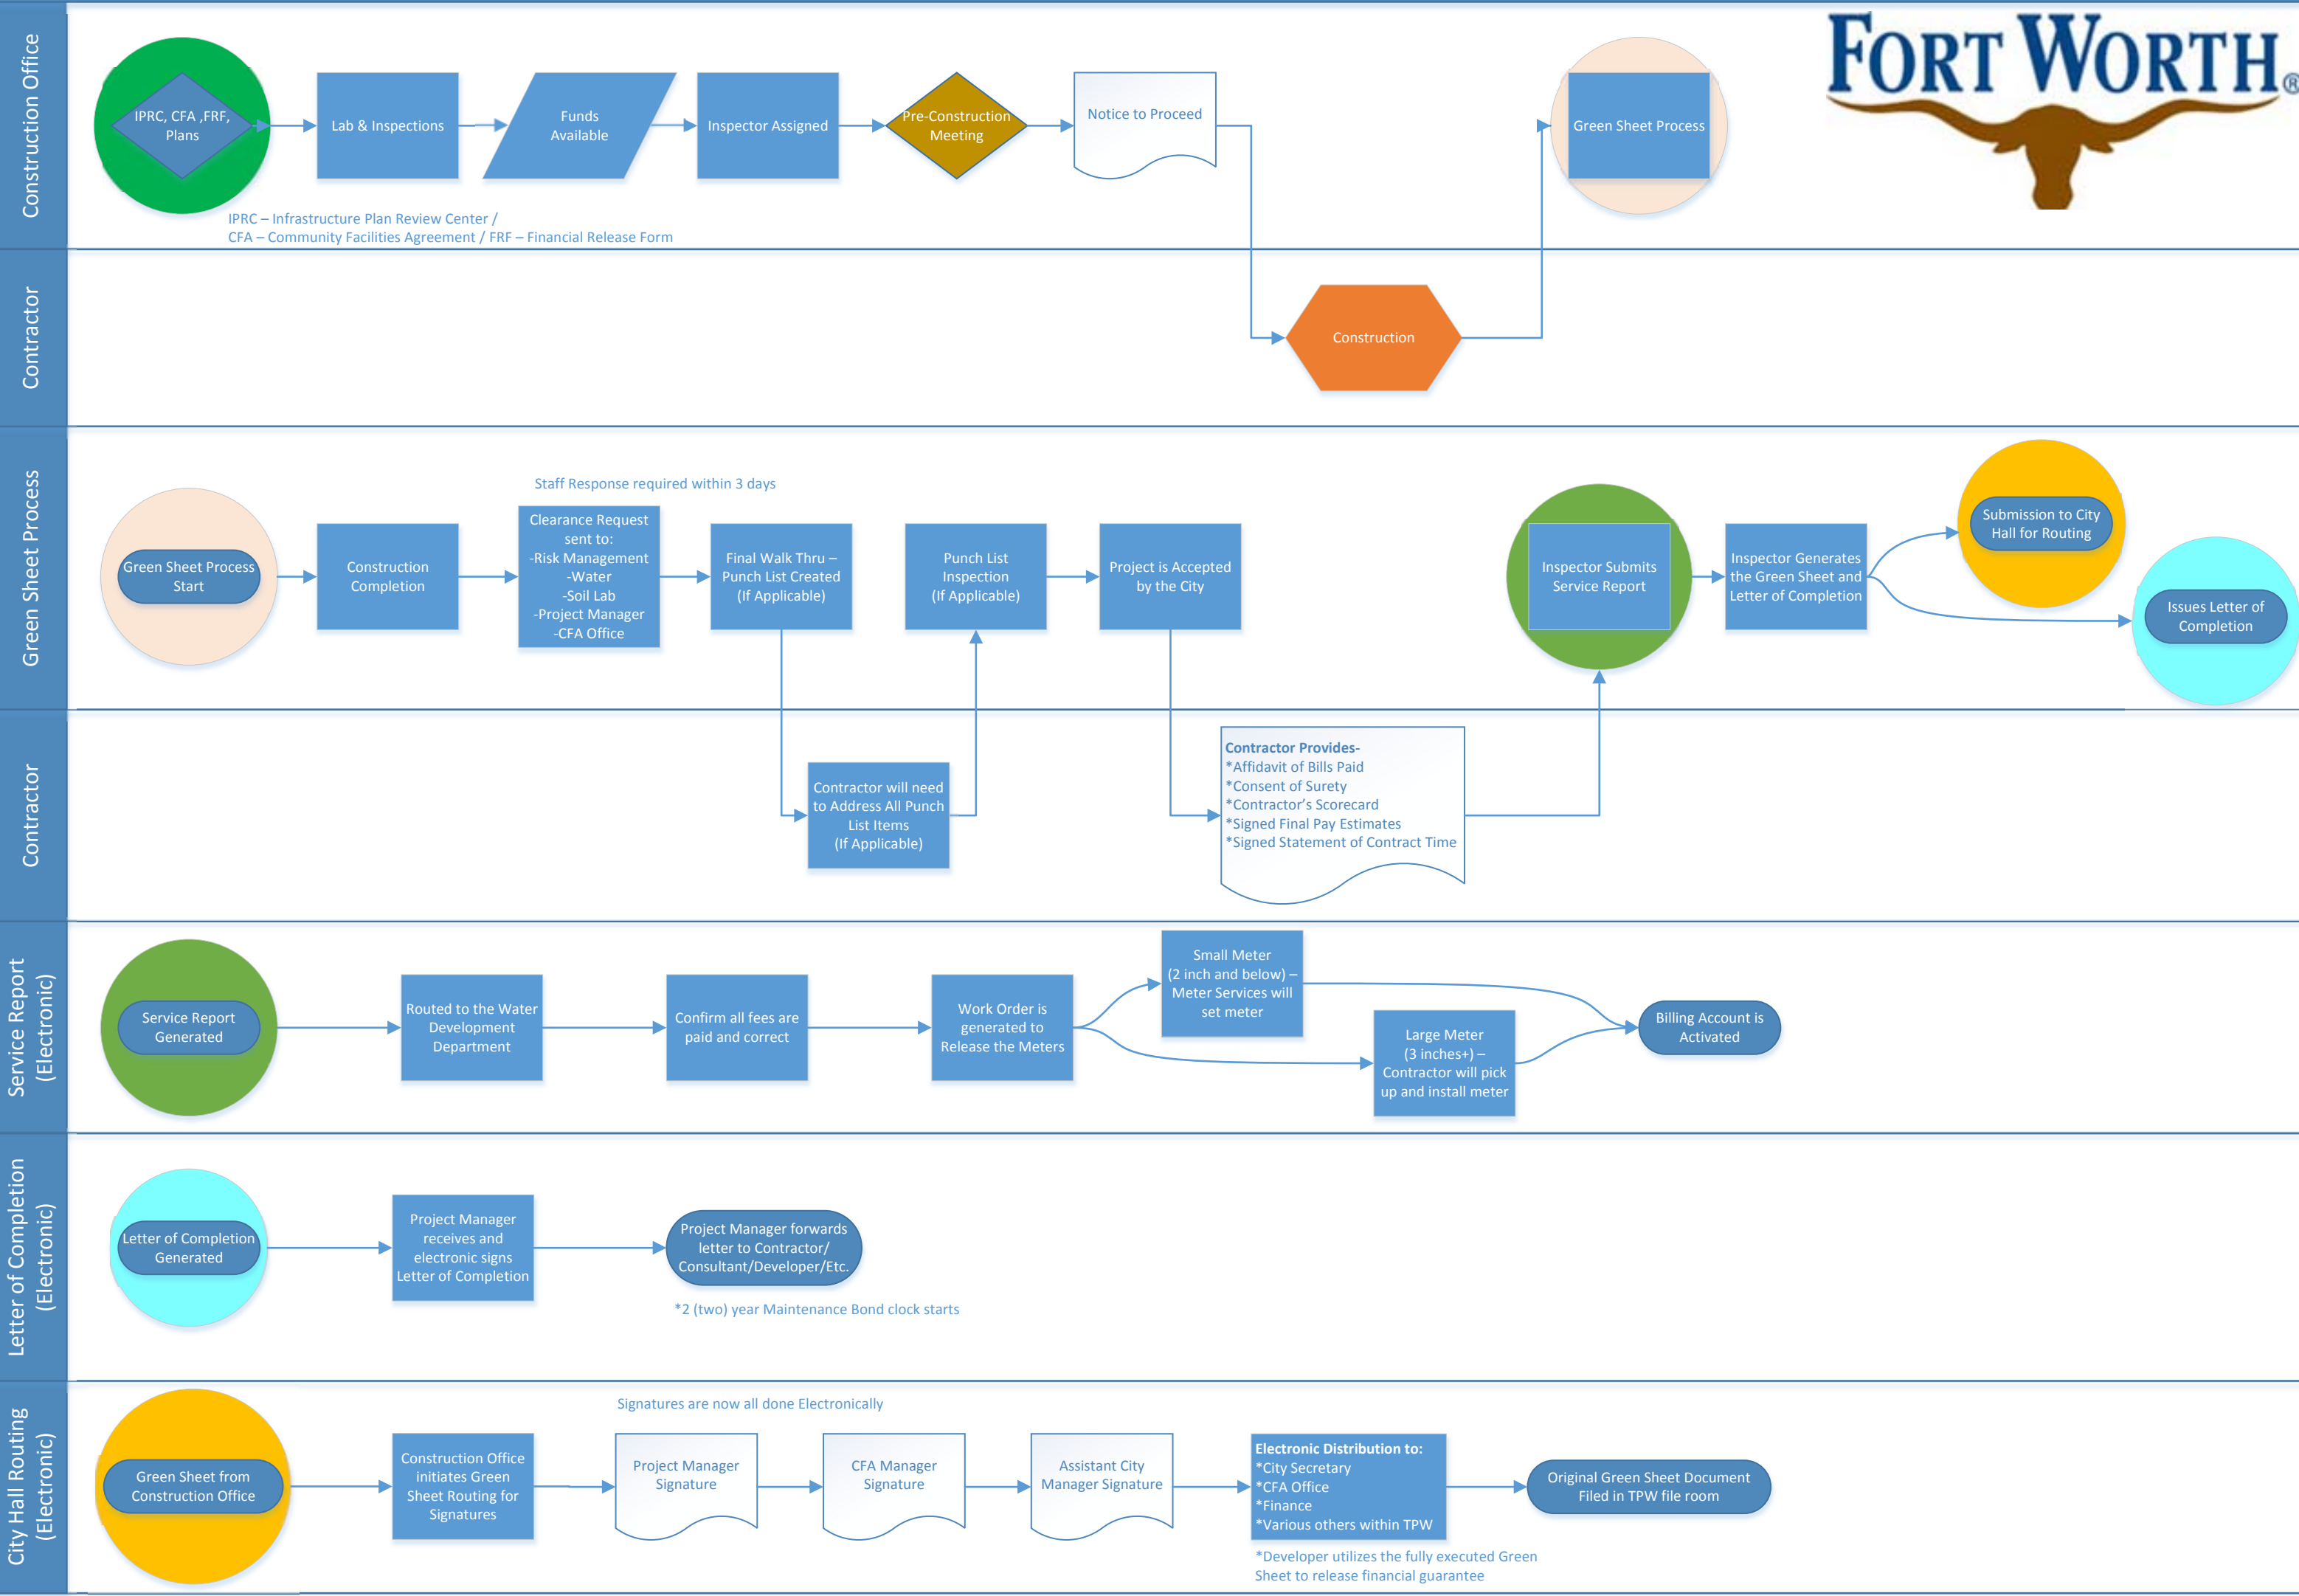 Construction Office
FORT WORTH®
IPRC, CFA ,FRF,
Plans
Lab & Inspections
Funds
Available
Inspector Assigned
Pre-Construction
Meeting
Notice to Proceed
Green Sheet Process
IPRC – Infrastructure Plan Review Center /
CFA – Community Facilities Agreement / FRF – Financial Release Form
Contractor
Construction
Green Sheet Process
Staff Response required within 3 days
Green Sheet Process
Start
Construction
Completion
Clearance Request
sent to:
-Risk Management
-Water
-Soil Lab
-Project Manager
-CFA Office
Final Walk Thru –
Punch List Created
(If Applicable)
Punch List
Inspection
(If Applicable)
Project is Accepted
by the City
Inspector Submits
Service Report
Inspector Generates
the Green Sheet and
Letter of Completion
Submission to City
Hall for Routing
Issues Letter of
Completion
Contractor
Contractor will need
to Address All Punch
List Items
(If Applicable)
Contractor Provides-
*Affidavit of Bills Paid
*Consent of Surety
*Contractor’s Scorecard
*Signed Final Pay Estimates
*Signed Statement of Contract Time
Service Report
(Electronic)
Service Report
Generated
Routed to the Water
Development
Department
Confirm all fees are
paid and correct
Work Order is
generated to
Release the Meters
Small Meter
(2 inch and below) –
Meter Services will
set meter
Large Meter
(3 inches+) –
Contractor will pick
up and install meter
Billing Account is
Activated
Letter of Completion
(Electronic)
Letter of Completion
Generated
Project Manager
receives and
electronic signs
Letter of Completion
Project Manager forwards
letter to Contractor/
Consultant/Developer/Etc.
*2 (two) year Maintenance Bond clock starts
City Hall Routing
(Electronic)
Signatures are now all done Electronically
Green Sheet from
Construction Office
Construction Office
initiates Green
Sheet Routing for
Signatures
Project Manager
Signature
CFA Manager
Signature
Assistant City
Manager Signature
Electronic Distribution to:
*City Secretary
*CFA Office
*Finance
*Various others within TPW
Original Green Sheet Document
Filed in TPW file room
*Developer utilizes the fully executed Green
Sheet to release financial guarantee